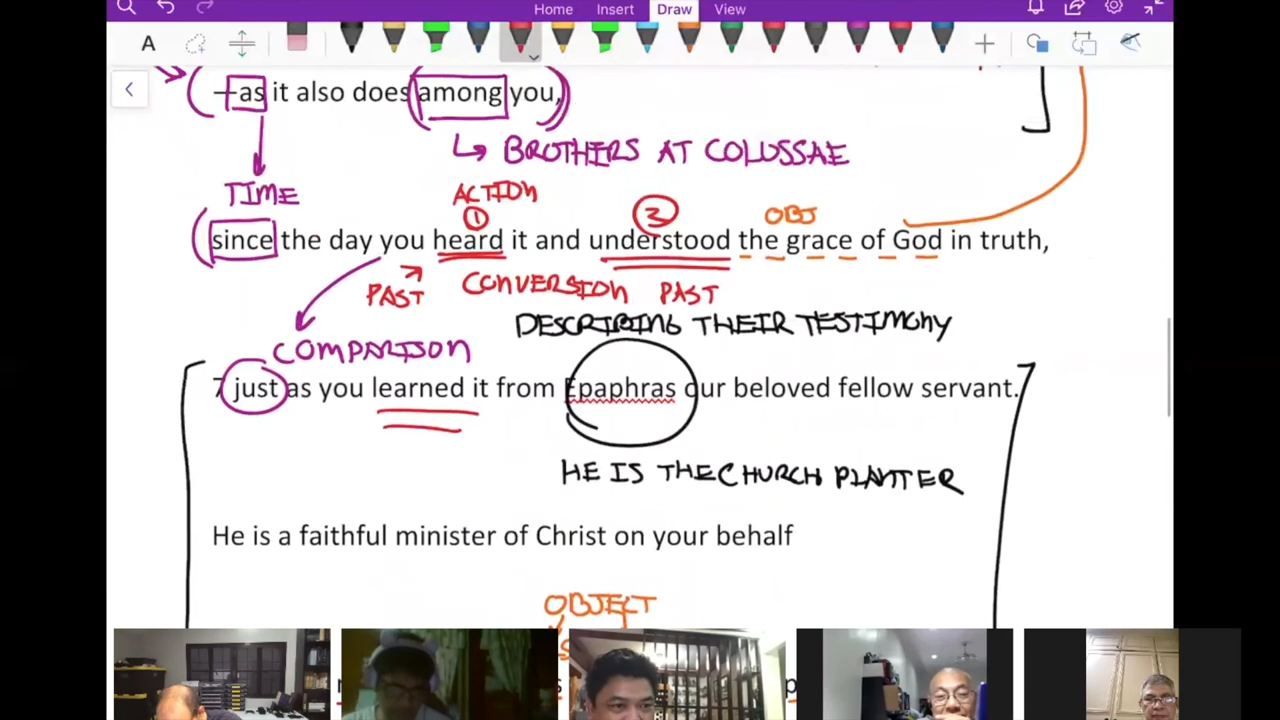 Home Insert Draw View
A
—as it also does among you,
BROTHERS AT COLOSSAE
TIME
ACTION
1 2 OBJ
since the day you heard it and understood the grace of God in truth,
PAST CONVERSION PAST
DESCRIBING THEIR TESTIMONY
COMPARISON
7 just as you learned it from Epaphras our beloved fellow servant.
HE IS THE CHURCH PLANTER
He is a faithful minister of Christ on your behalf
OBJECT